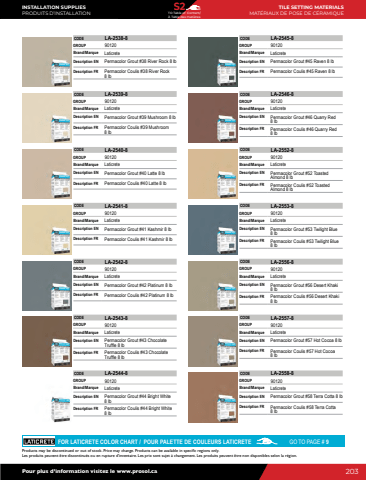 INSTALLATION SUPPLIES
PRODUITS D'INSTALLATION
S2
TILE SETTING MATERIALS
MATÉRIAUX DE POSE DE CÉRAMIQUE
CODE LA-2538-8
GROUP 80120
Brand/Marque Laticrete
Description EN Permacolor Grout #38 River Rock 8 lb
Description FR Permacolor Coulis #38 River Rock
8 lb
CODE LA-2539-8
GROUP 80120
Brand/Marque Laticrete
Description EN Permacolor Grout #39 Mushroom 8 lb
Description FR Permacolor Coulis #39 Mushroom
8 lb
CODE LA-2540-8
GROUP 80120
Brand/Marque Laticrete
Description EN Permacolor Grout #40 Latte 8 lb
Description FR Permacolor Coulis #40 Latte 8 lb
CODE LA-2541-8
GROUP 80120
Brand/Marque Laticrete
Description EN Permacolor Grout #41 Kashmir 8 lb
Description FR Permacolor Coulis #41 Kashmir 8 lb
CODE LA-2542-8
GROUP 80120
Brand/Marque Laticrete
Description EN Permacolor Grout #42 Platinum 8 lb
Description FR Permacolor Coulis #42 Platinum 8 lb
CODE LA-2543-8
GROUP 80120
Brand/Marque Laticrete
Description EN Permacolor Grout #43 Chocolate
Truffle 8 lb
Description FR Permacolor Coulis #43 Chocolate
Truffle 8 lb
CODE LA-2544-8
GROUP 80120
Brand/Marque Laticrete
Description EN Permacolor Grout #44 Bright White
8 lb
Description FR Permacolor Coulis #44 Bright White
8 lb
CODE LA-2545-8
GROUP 80120
Brand/Marque Laticrete
Description EN Permacolor Grout #45 Raven 8 lb
Description FR Permacolor Coulis #45 Raven 8 lb
CODE LA-2546-8
GROUP 80120
Brand/Marque Laticrete
Description EN Permacolor Grout #46 Quarry Red
8 lb
Description FR Permacolor Coulis #46 Quarry Red
8 lb
CODE LA-2552-8
GROUP 80120
Brand/Marque Laticrete
Description EN Permacolor Grout #52 Toasted
Almond 8 lb
Description FR Permacolor Coulis #52 Toasted
Almond 8 lb
CODE LA-2553-8
GROUP 80120
Brand/Marque Laticrete
Description EN Permacolor Grout #53 Twilight Blue
8 lb
Description FR Permacolor Coulis #53 Twilight Blue
8 lb
CODE LA-2556-8
GROUP 80120
Brand/Marque Laticrete
Description EN Permacolor Grout #56 Desert Khaki
8 lb
Description FR Permacolor Coulis #56 Desert Khaki
8 lb
CODE LA-2557-8
GROUP 80120
Brand/Marque Laticrete
Description EN Permacolor Grout #57 Hot Cocoa 8 lb
Description FR Permacolor Coulis #57 Hot Cocoa
8 lb
CODE LA-2558-8
GROUP 80120
Brand/Marque Laticrete
Description EN Permacolor Grout #58 Terra Cotta 8 lb
Description FR Permacolor Coulis #58 Terra Cotta
8 lb
LATICRETE FOR LATICRETE COLOR CHART / POUR PALETTE DE COULEURS LATICRETE GO TO PAGE # 9
Products may be discontinued or out of stock. Price may change. Products can be available in specific regions only.
Les produits peuvent être discontinués ou en rupture d'inventaire. Les prix sont sujet à changement. Les produits peuvent être non disponibles selon la région.
Pour plus d'information visitez le www.prosol.ca 203